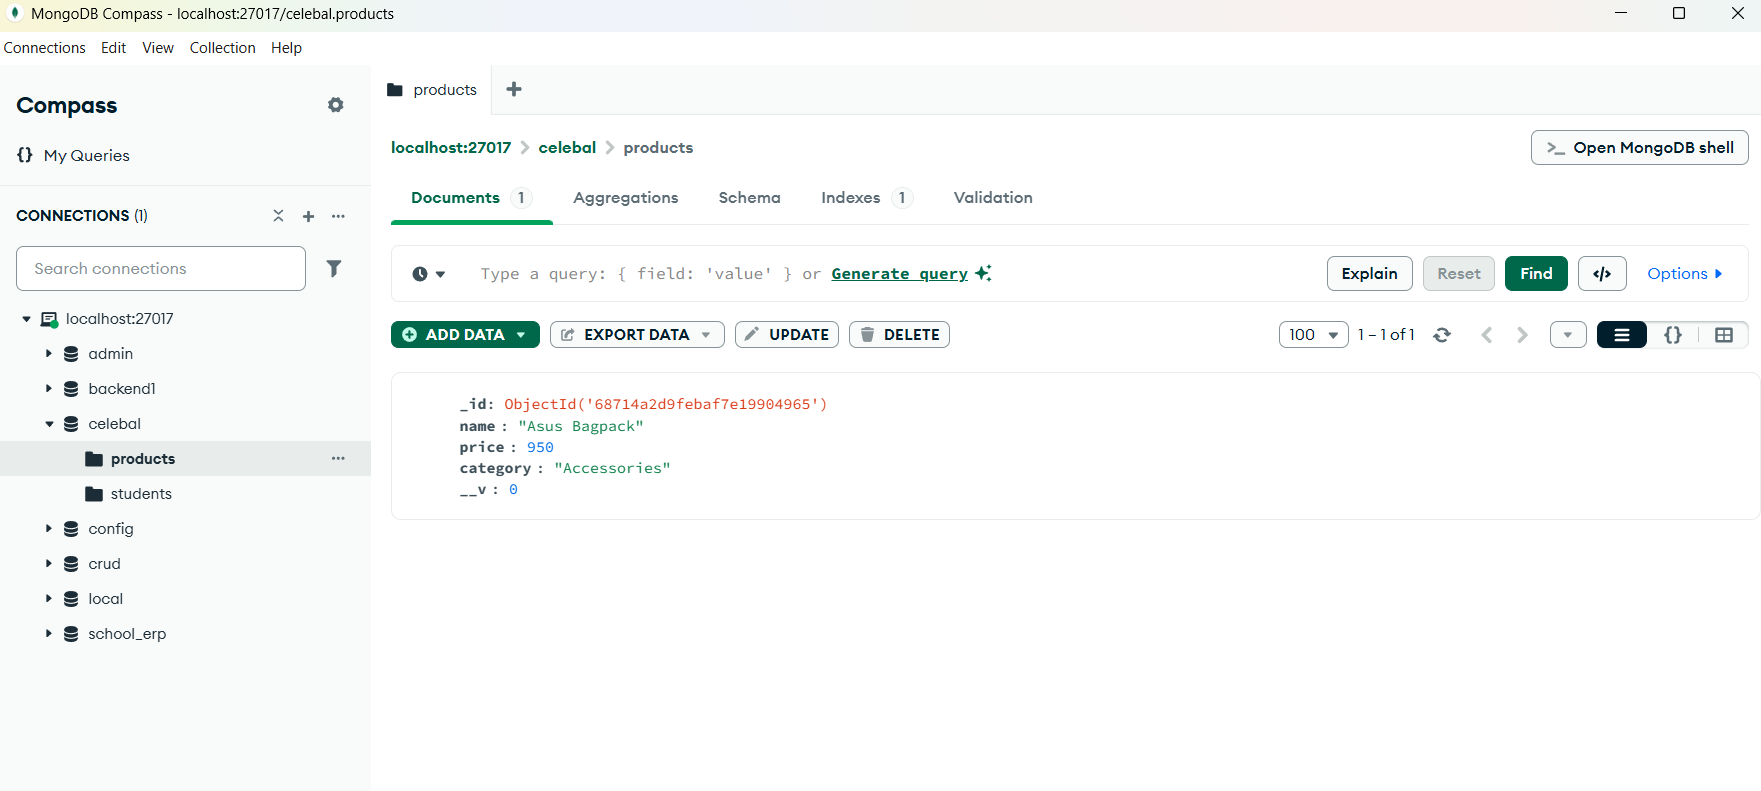 MongoDB Compass - localhost:27017/celebal.products
Connections Edit View Collection Help
Compass
{} My Queries
CONNECTIONS (1)
Search connections
localhost:27017
admin
backend1
celebal
products
students
config
crud
local
school_erp
products
localhost:27017 > celebal > products
>_ Open MongoDB shell
Documents 1 Aggregations Schema Indexes 1 Validation
Type a query: { field: 'value' } or Generate query
Explain Reset Find </> Options
ADD DATA EXPORT DATA UPDATE DELETE
100 1 – 1 of 1 {}
_id: ObjectId('68714a2d9febaf7e19904965')
name : "Asus Bagpack"
price : 950
category : "Accessories"
__v : 0